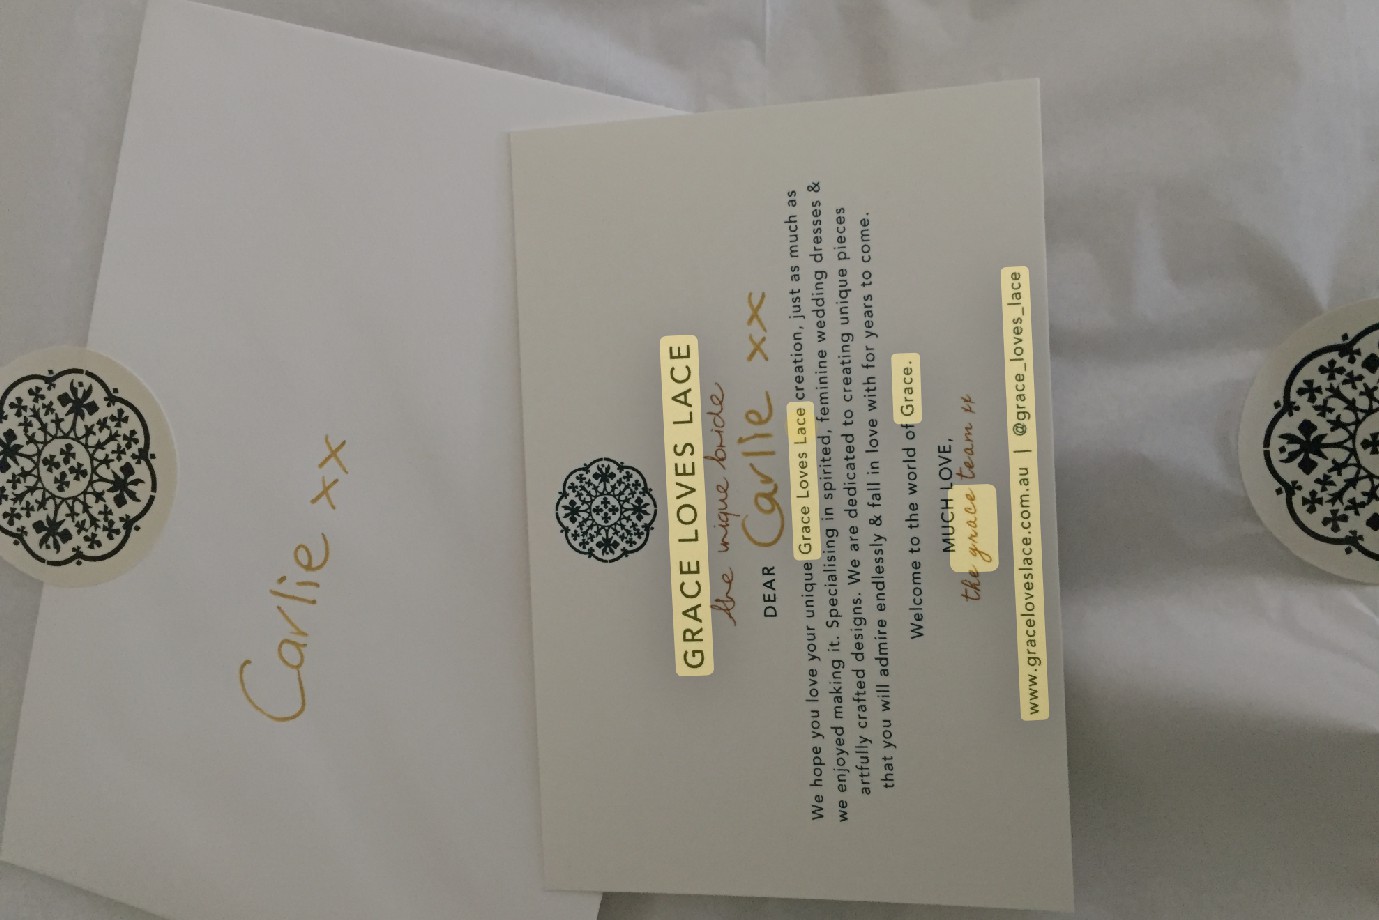 Carlie xx
GRACE LOVES LACE
the unique bride
DEAR Carlie xx
We hope you love your unique Grace Loves Lace creation, just as much as
we enjoyed making it. Specialising in spirited, feminine wedding dresses &
artfully crafted designs. We are dedicated to creating unique pieces
that you will admire endlessly & fall in love with for years to come.
Welcome to the world of Grace.
MUCH LOVE,
the grace team xx
www.graceloveslace.com.au | @grace_loves_lace